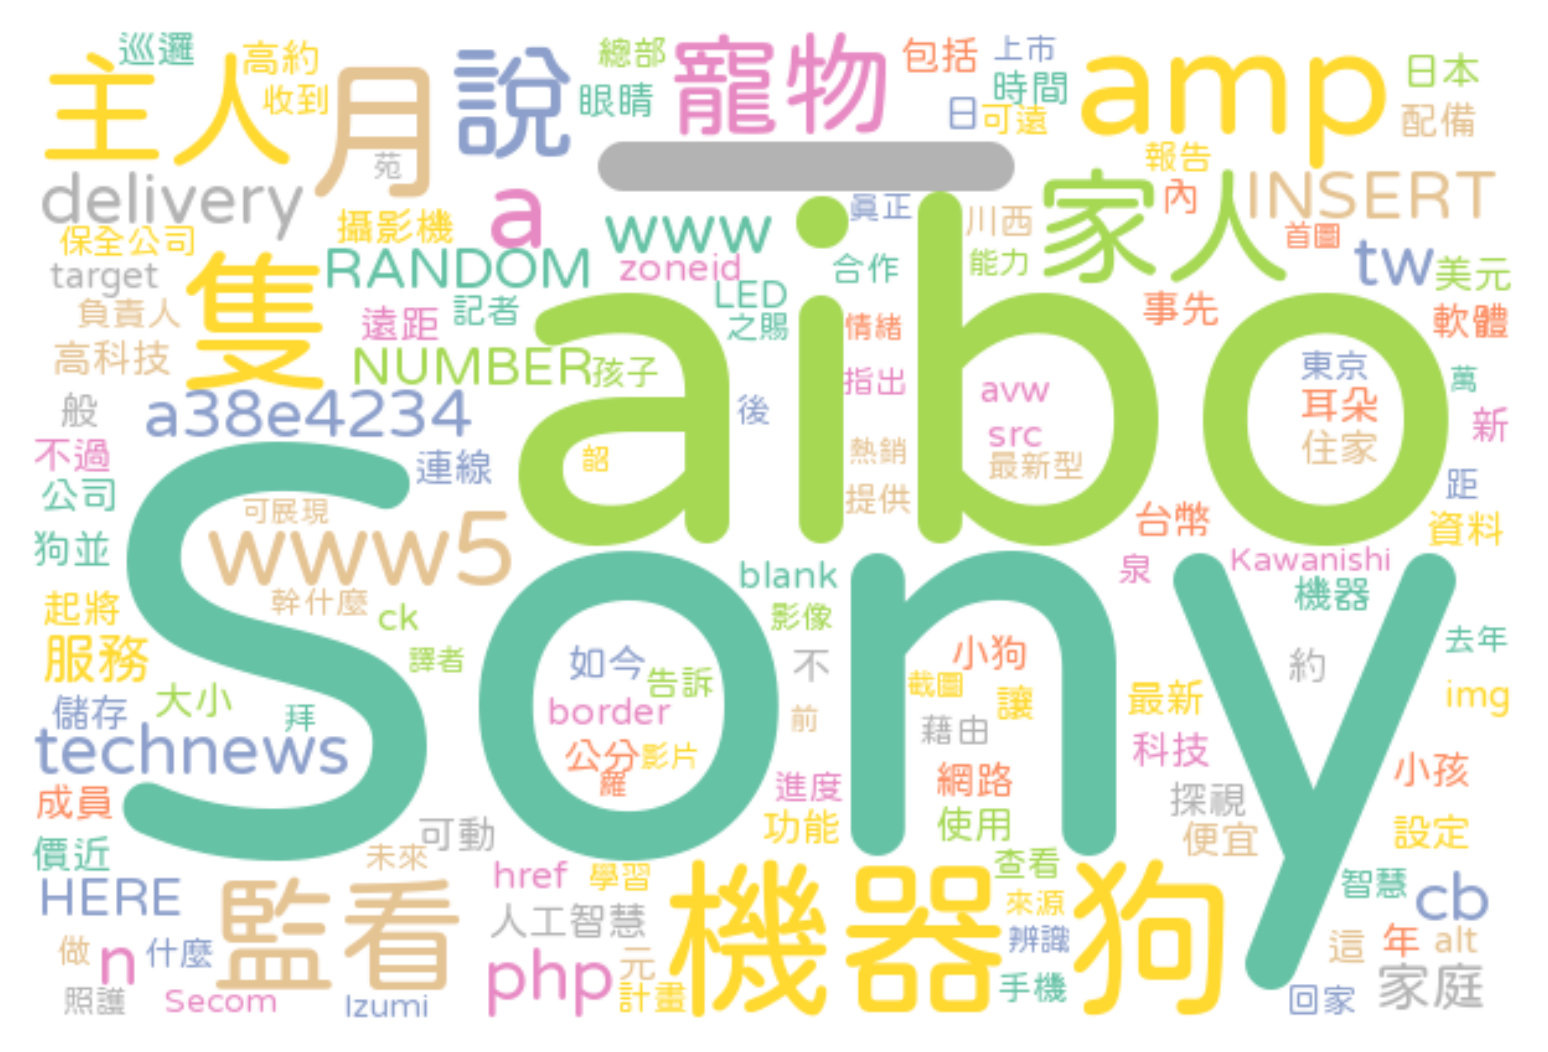 巡邏
高約
收到
主人
月
苑
說
總部
眼睛
寵物
包括
上市
時間
日
可遠
amp
日本
配備
報告
delivery
保全公司
攝影機
a
www
真正
川西
能力
家人
內
INSERT
首圖
tw
美元
target
隻
RANDOM
zoneid
合作
LED
之賜
負責人
遠距
記者
情緒
事先
軟體
高科技
NUMBER
孩子
aibo
指出
avw
東京
萬
般
a38e4234
後
src
耳朵
新
不過
連線
韶
熱銷
最新型
住家
公司
提供
距
可展現
台幣
資料
狗並
www5
Sony
blank
泉
Kawanishi
機器
起將
幹什麼
ck
影像
去年
服務
譯者
如今
告訴
不
小狗
約
儲存
大小
拜
border
截圖
讓
最新
img
technews
公分
影片
羅
前
藉由
科技
成員
進度
網路
小孩
價近
可動
功能
使用
探視
便宜
設定
未來
HERE
監看
href
學習
機器狗
查看
來源
智慧
cb
人工智慧
辨識
做
n
什麼
php
元
這
年
alt
照護
Secom
Izumi
計畫
手機
回家
家庭